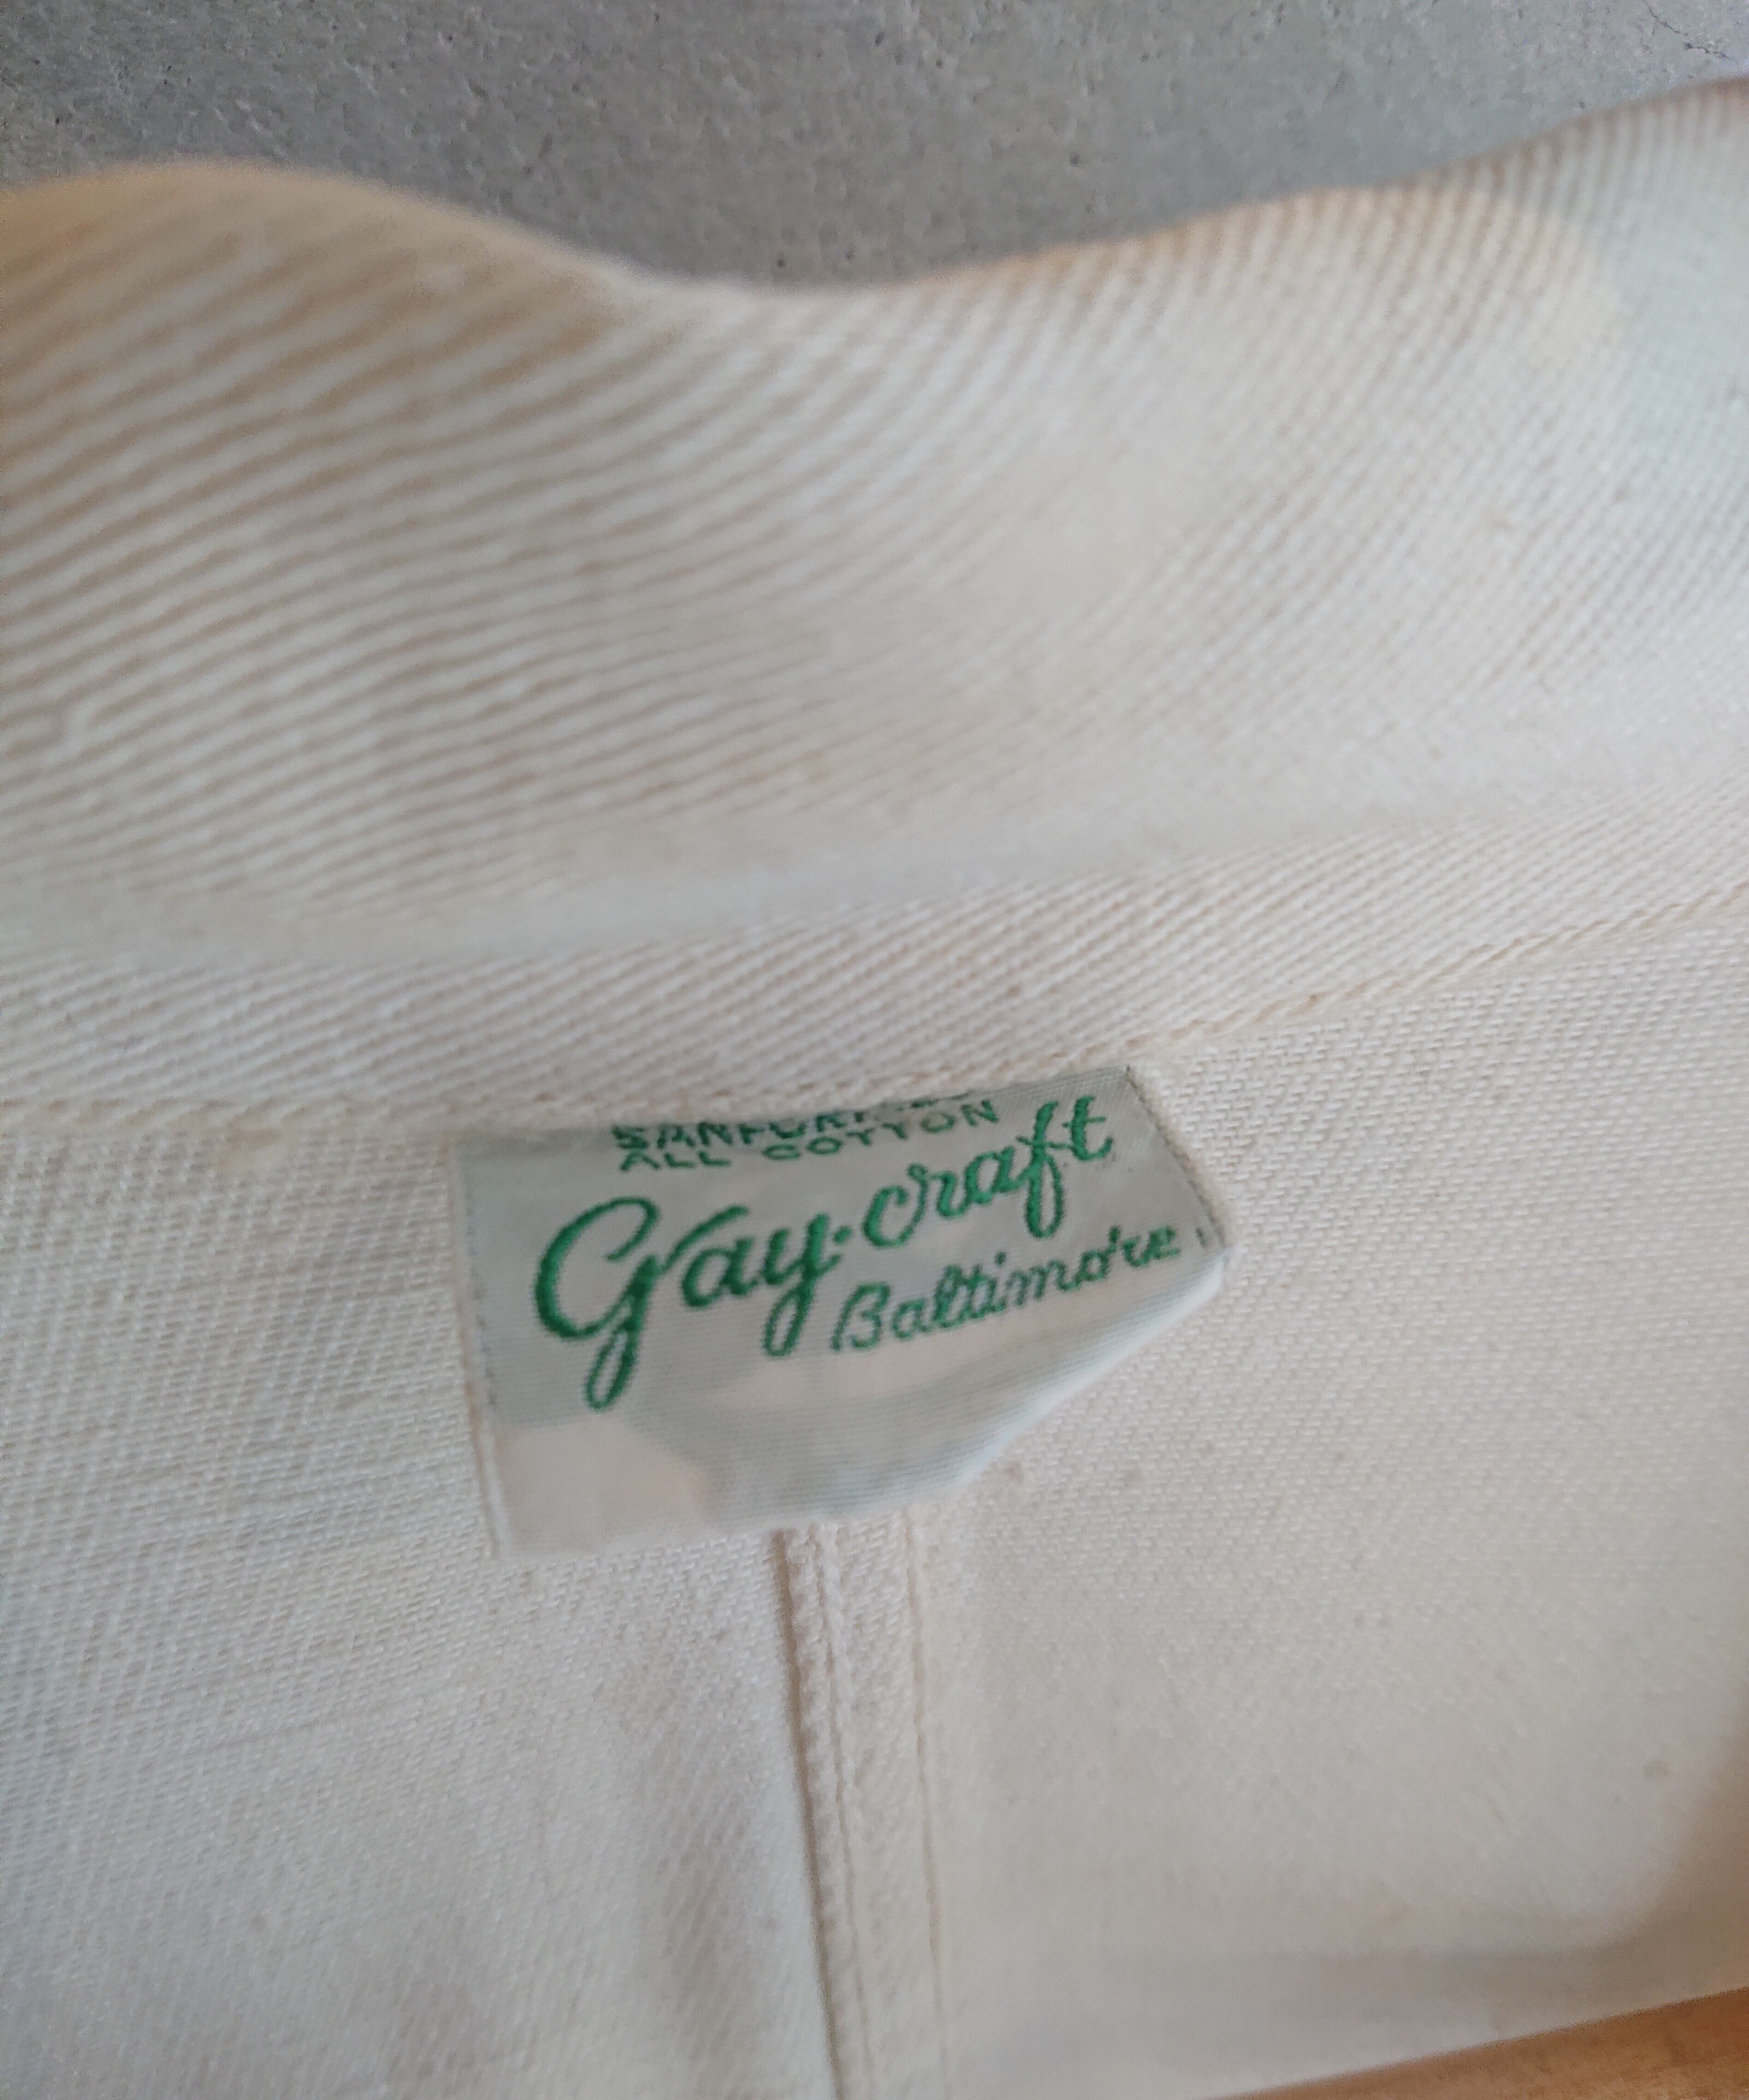 SANFORIZED
ALL COTTON
Gay-craft
Baltimore